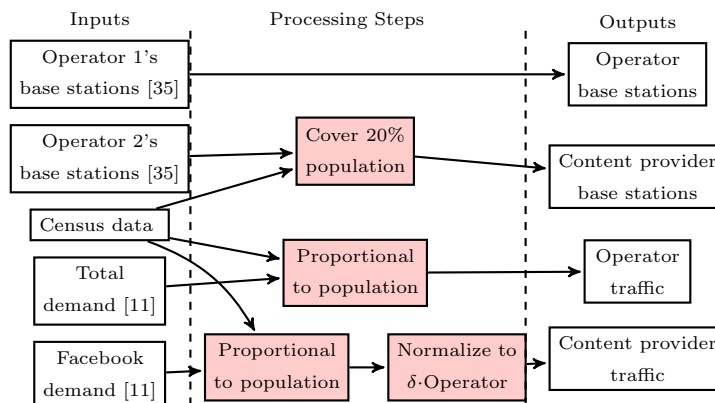 Inputs
Processing Steps
Outputs
Operator 1's
base stations [35]
Operator
base stations
Operator 2's
base stations [35]
Cover 20%
population
Content provider
base stations
Census data
Total
demand [11]
Proportional
to population
Operator
traffic
Facebook
demand [11]
Proportional
to population
Normalize to
δ·Operator
Content provider
traffic